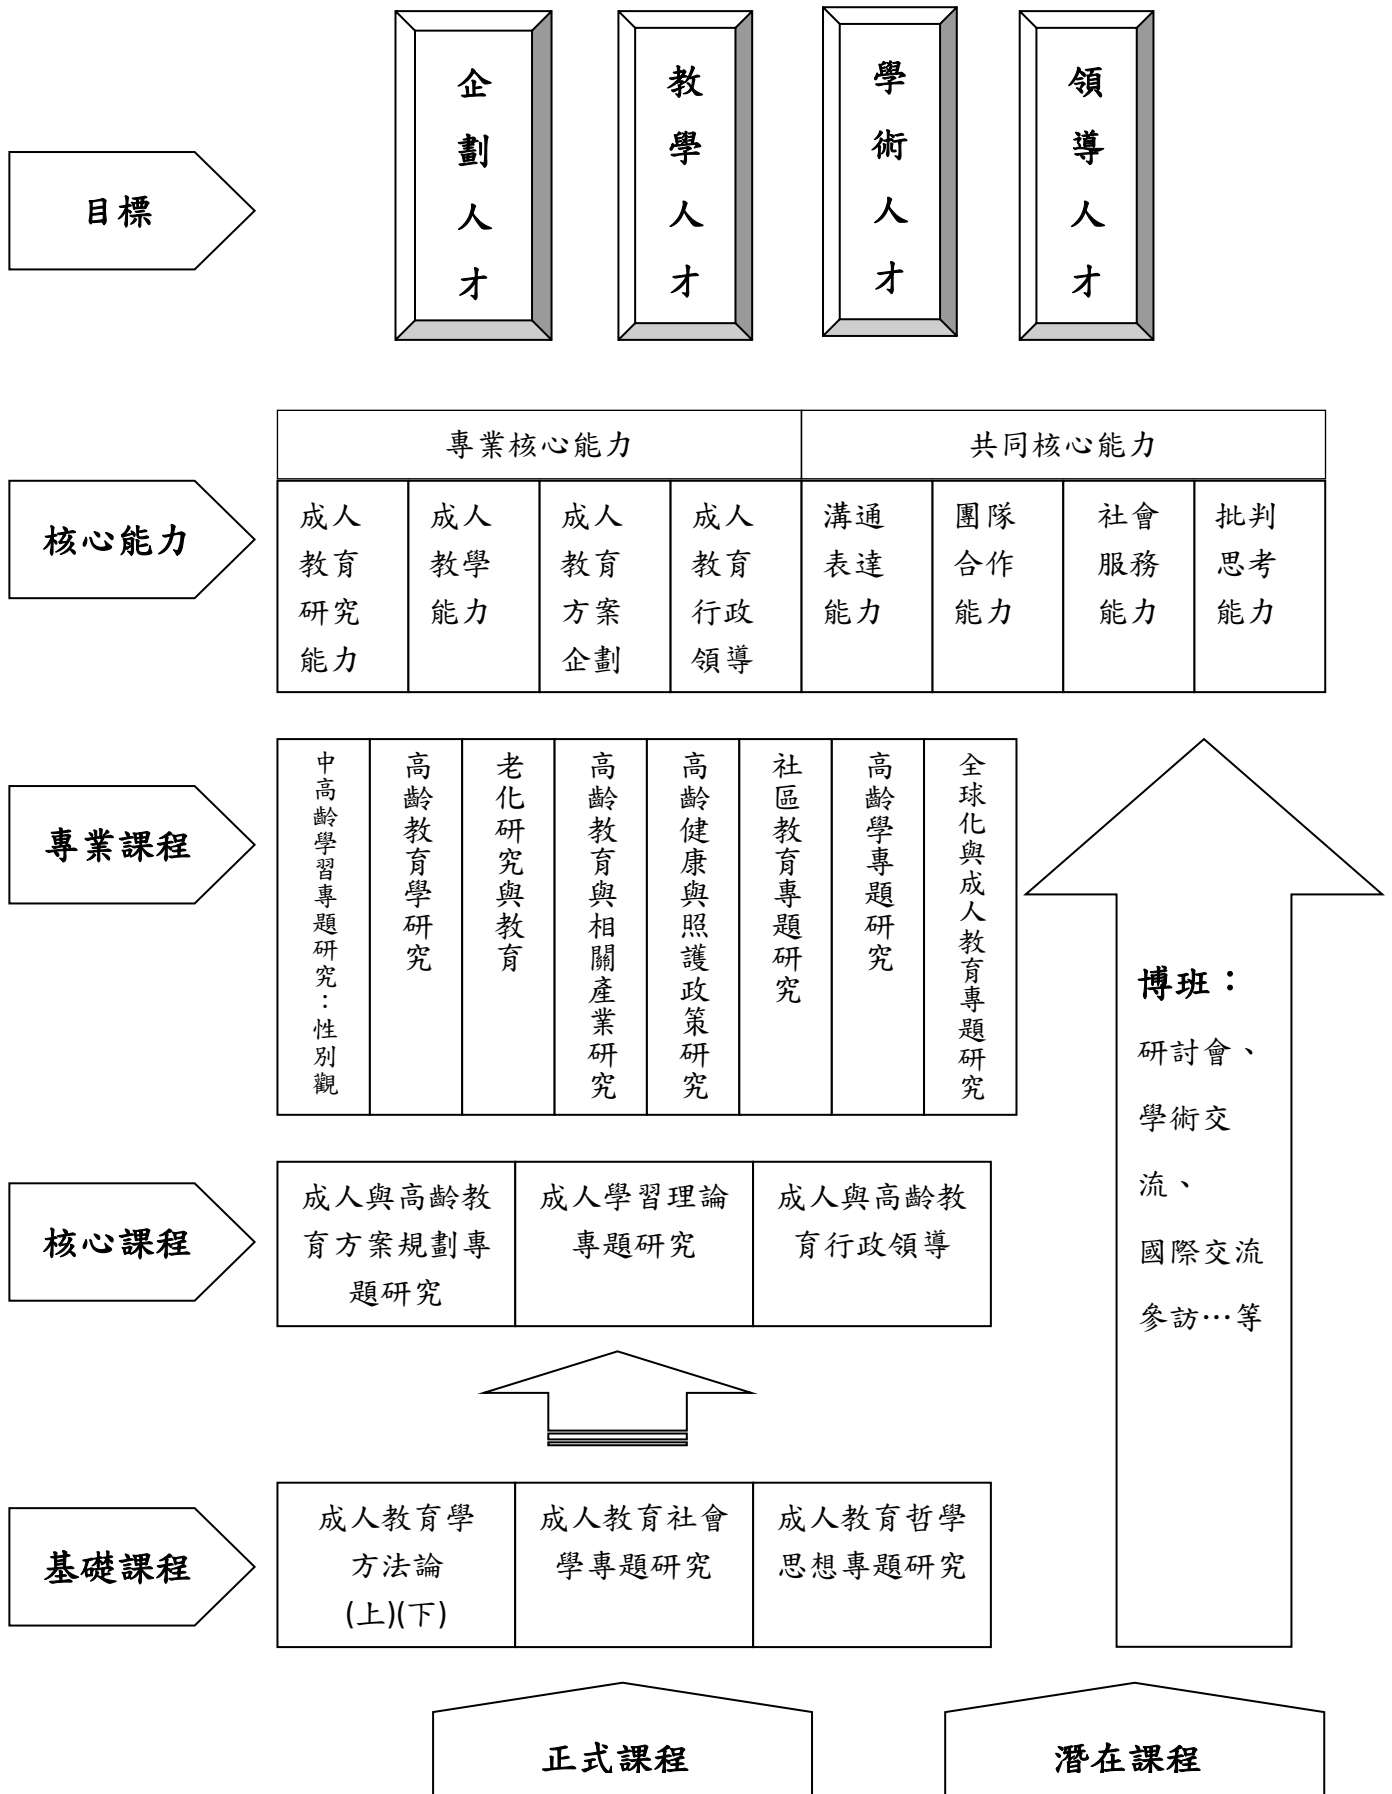 目標
企劃人才
教學人才
學術人才
領導人才
核心能力
專業核心能力
共同核心能力
成人
教育
研究
能力
成人
教學
能力
成人
教育
方案
企劃
成人
教育
行政
領導
溝通
表達
能力
團隊
合作
能力
社會
服務
能力
批判
思考
能力
專業課程
中高齡學習專題研究：性別觀
高齡教育學研究
老化研究與教育
高齡教育與相關產業研究
高齡健康與照護政策研究
社區教育專題研究
高齡學專題研究
全球化與成人教育專題研究
博班：
研討會、
學術交
流、
國際交流
參訪…等
核心課程
成人與高齡教
育方案規劃專
題研究
成人學習理論
專題研究
成人與高齡教
育行政領導
基礎課程
成人教育學
方法論
(上)(下)
成人教育社會
學專題研究
成人教育哲學
思想專題研究
正式課程
潛在課程